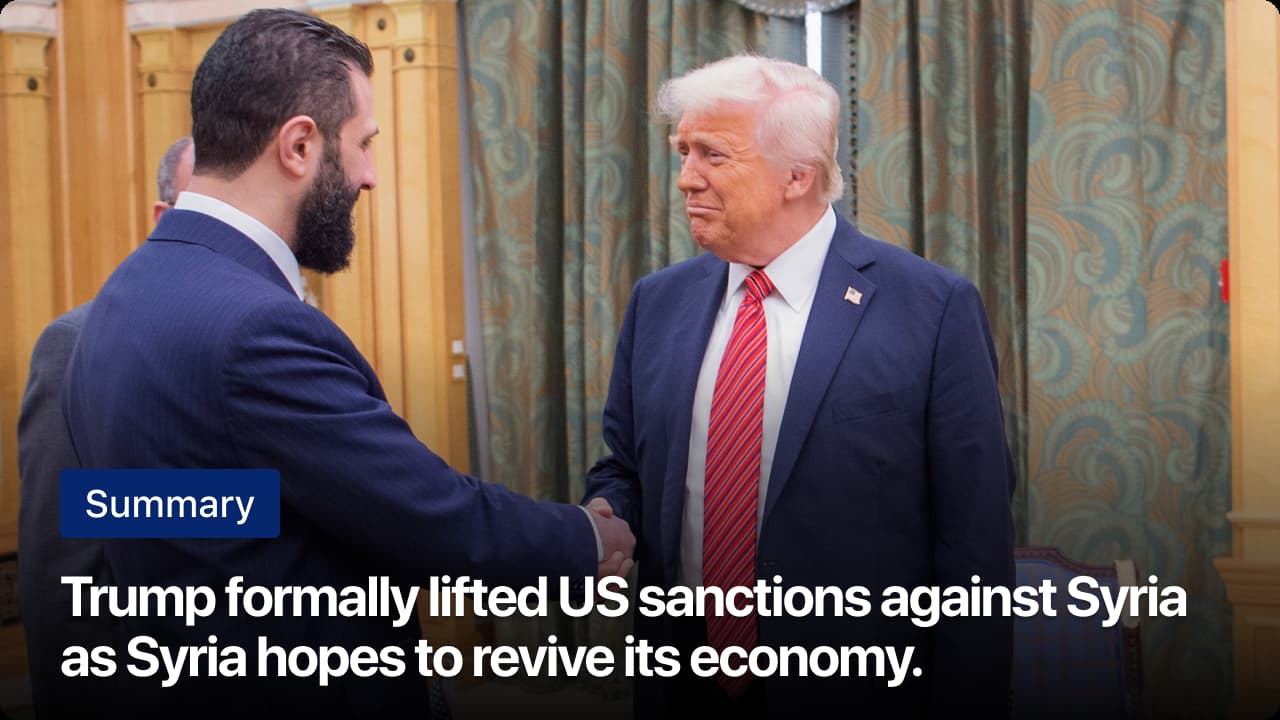 Summary
Trump formally lifted US sanctions against Syria
as Syria hopes to revive its economy.